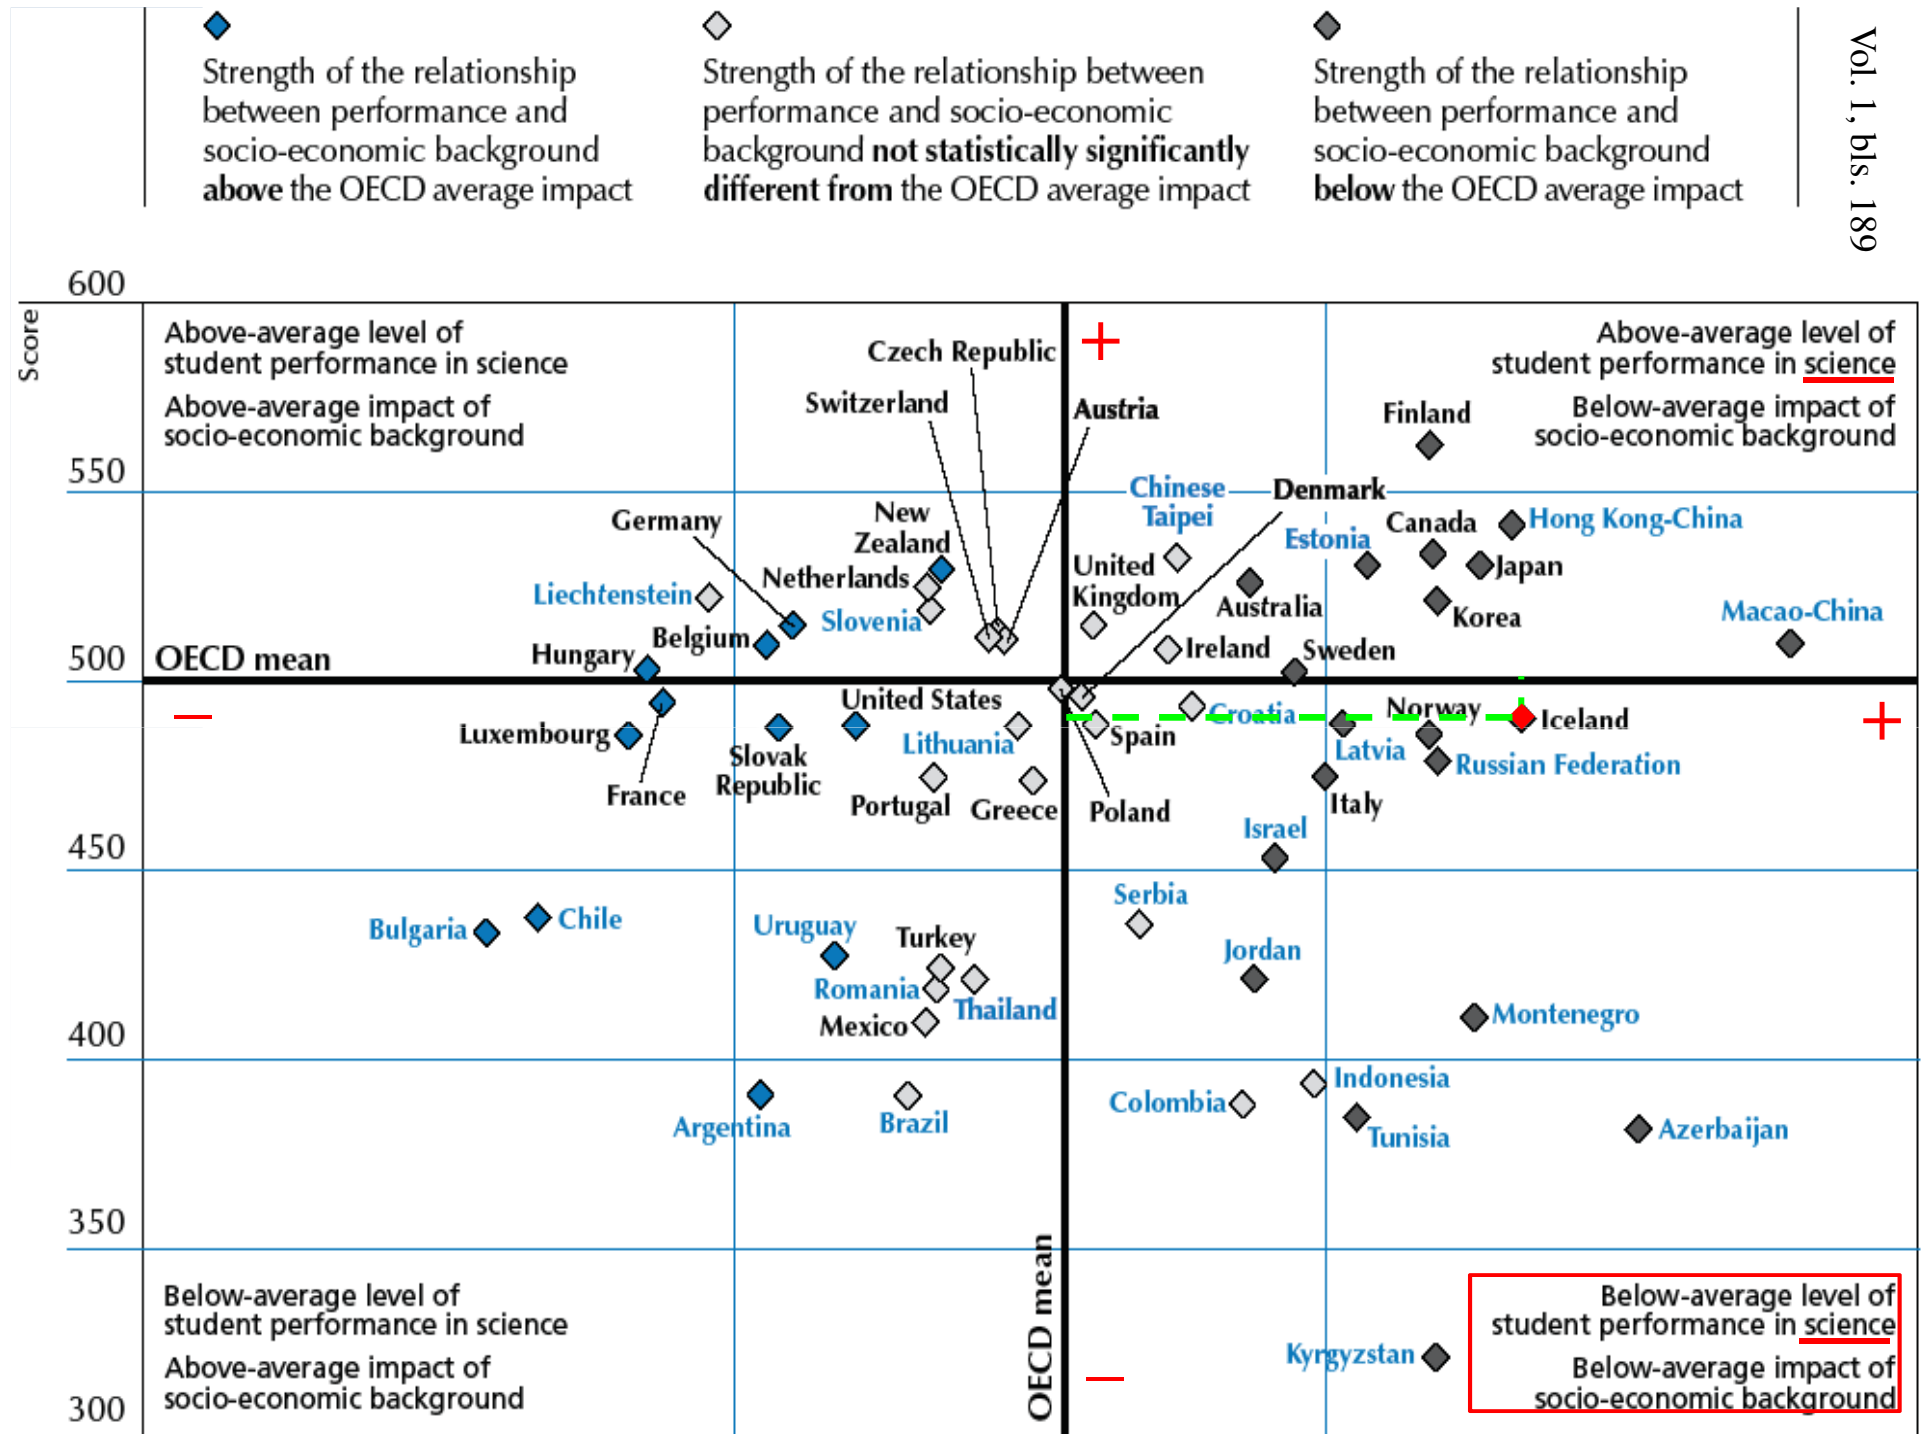 Strength of the relationship
between performance and
socio-economic background
above the OECD average impact
Strength of the relationship between
performance and socio-economic
background not statistically significantly
different from the OECD average impact
Strength of the relationship
between performance and
socio-economic background
below the OECD average impact
Vol. 1, bls. 189
600
Score
Above-average level of
student performance in science
Above-average impact of
socio-economic background
Above-average level of
student performance in science
Below-average impact of
socio-economic background
+
Czech Republic
Switzerland
Austria
Finland
550
Chinese
Taipei
Denmark
Germany
New
Zealand
Estonia
Canada
Hong Kong-China
Netherlands
United
Kingdom
Japan
Liechtenstein
Slovenia
Australia
Korea
Macao-China
Belgium
Hungary
Ireland
Sweden
500
OECD mean
United States
Croatia
Norway
Iceland
+
Luxembourg
Lithuania
Spain
Latvia
Slovak
Republic
Russian Federation
France
Portugal
Greece
Poland
Italy
Israel
450
Serbia
Bulgaria
Chile
Uruguay
Turkey
Jordan
Romania
Thailand
Mexico
Montenegro
400
Indonesia
Colombia
Argentina
Brazil
Tunisia
Azerbaijan
350
OECD mean
Below-average level of
student performance in science
Above-average impact of
socio-economic background
Kyrgyzstan
Below-average level of
student performance in science
Below-average impact of
socio-economic background
300